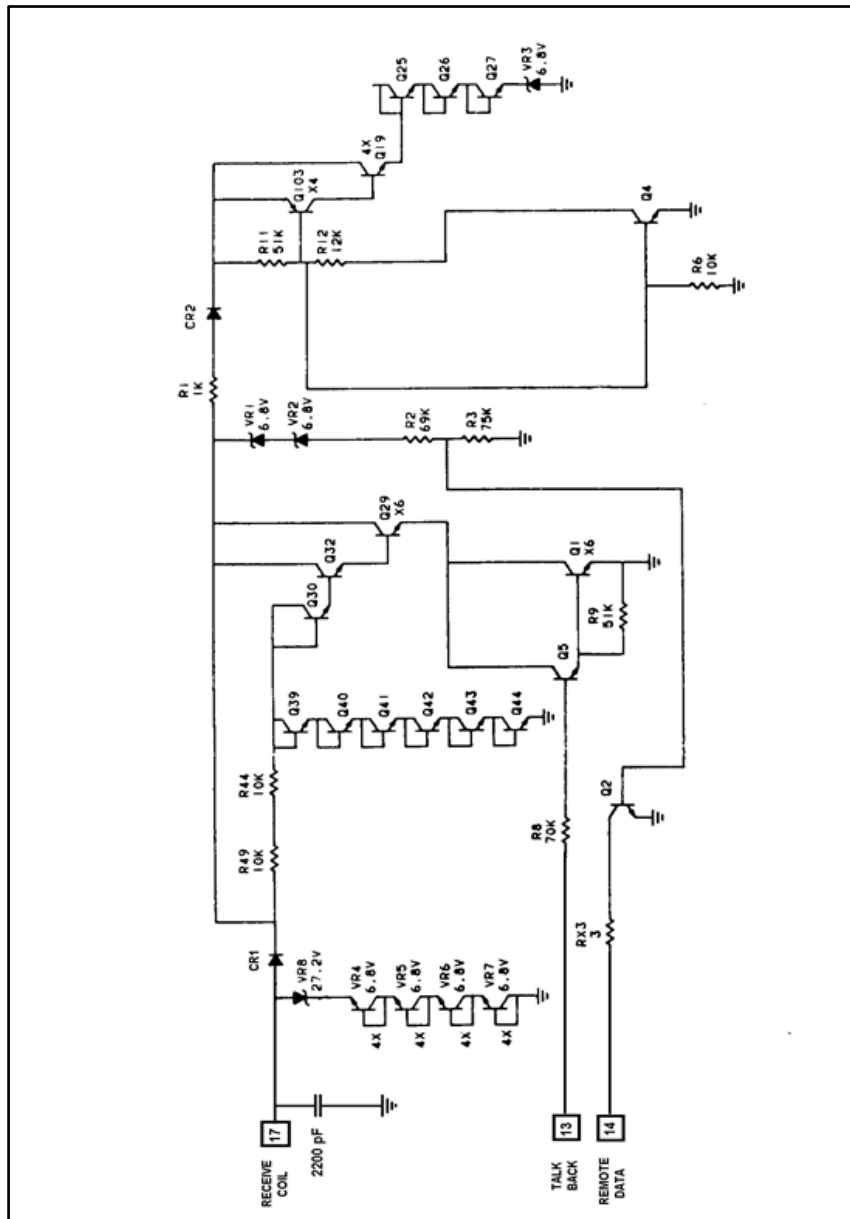 Q25
Q26
Q27
VR3
6.8V
4X
Q19
Q103
X4
R11
51K
R12
12K
Q4
R6
10K
CR2
R1
1K
VR1
6.8V
VR2
6.8V
R2
69K
R3
75K
Q29
X6
Q32
Q30
Q1
X6
R9
51K
Q5
Q39
Q40
Q41
Q42
Q43
Q44
R44
10K
R49
10K
R8
70K
Q2
RX3
3
CR1
VR8
27.2V
VR4
6.8V
VR5
6.8V
VR6
6.8V
VR7
6.8V
4X
4X
4X
4X
17
2200 pF
RECEIVE
COIL
13
TALK
BACK
14
REMOTE
DATA